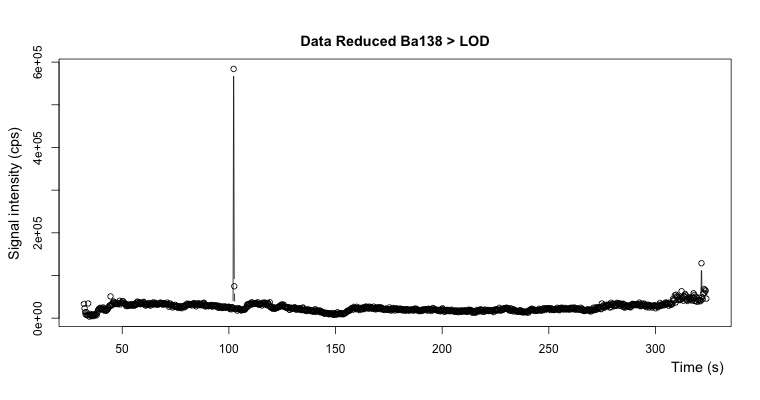 Data Reduced Ba138 > LOD
6e+05
4e+05
2e+05
0e+00
Signal intensity (cps)
50 100 150 200 250 300
Time (s)